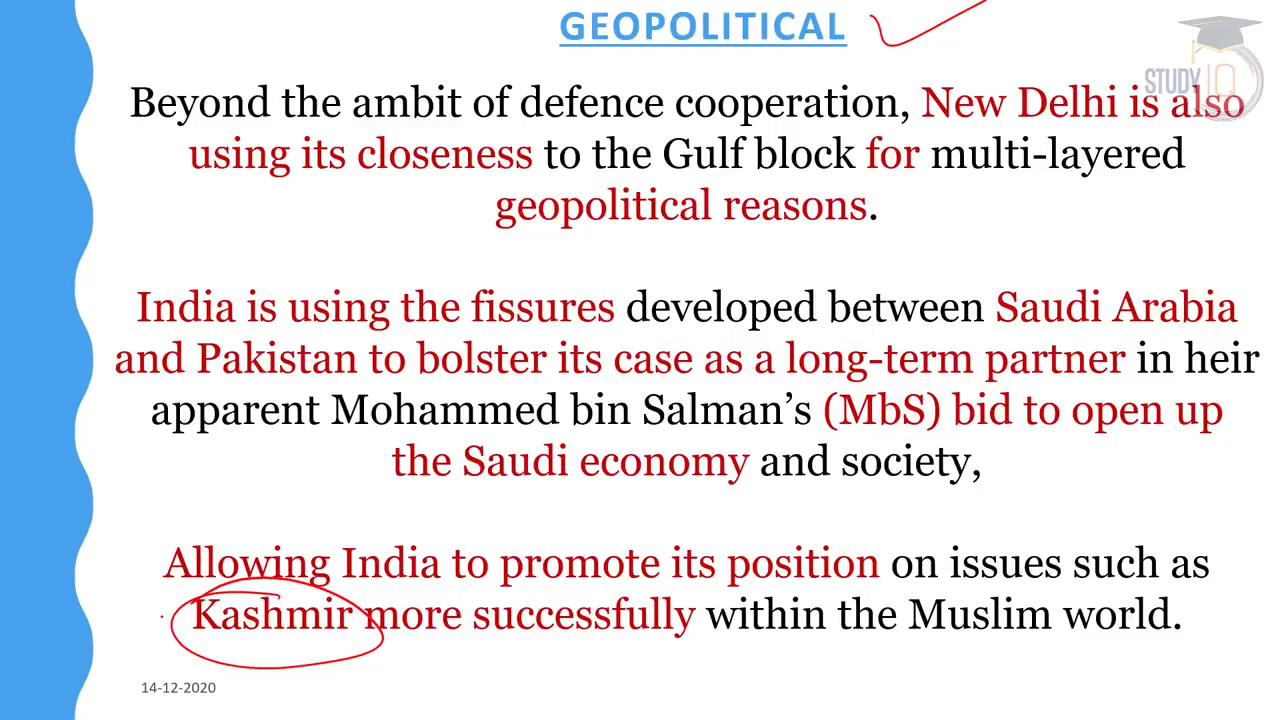 GEOPOLITICAL
STUDY IQ
Beyond the ambit of defence cooperation, New Delhi is also
using its closeness to the Gulf block for multi-layered
geopolitical reasons.
India is using the fissures developed between Saudi Arabia
and Pakistan to bolster its case as a long-term partner in heir
apparent Mohammed bin Salman’s (MbS) bid to open up
the Saudi economy and society,
Allowing India to promote its position on issues such as
Kashmir more successfully within the Muslim world.
14-12-2020